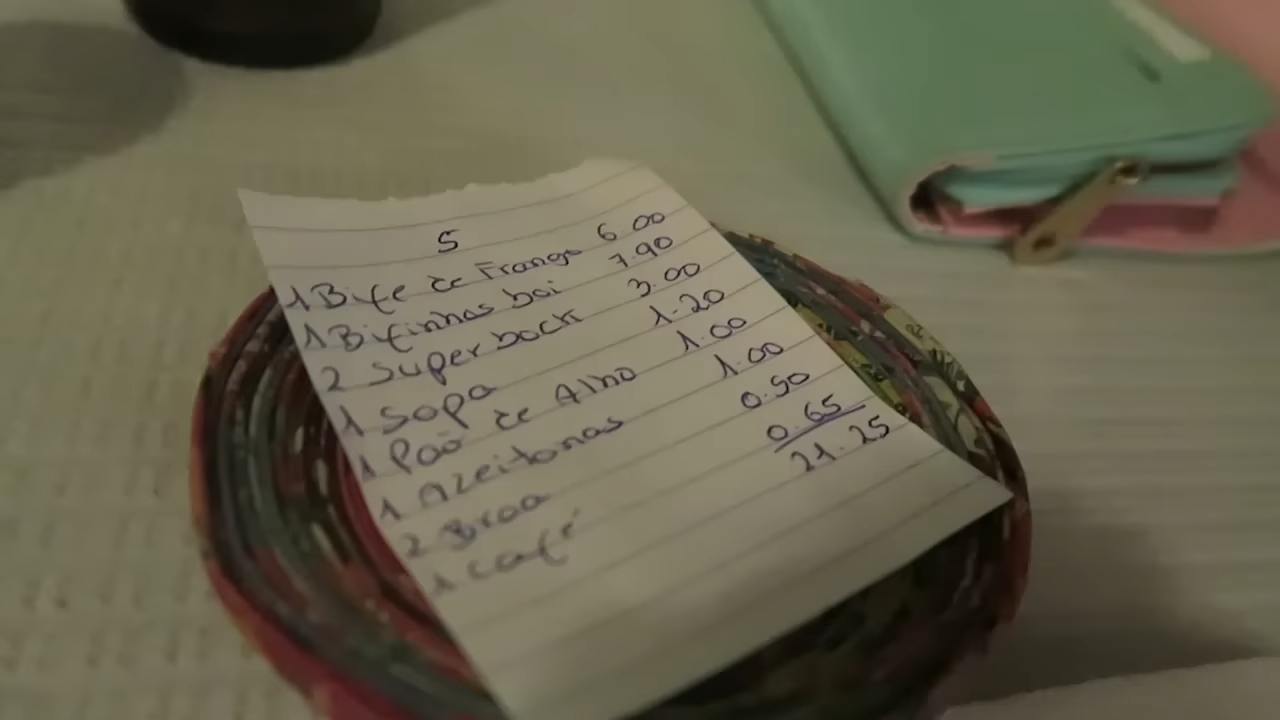 5
1 Bife de Frango 6.00
1 Bifinhos boi 7.90
2 Super bock 3.00
1 Sopa 1.20
1 Pão de Alho 1.00
1 Azeitonas 1.00
2 Broa 0.50
1 café 0.65
21.25